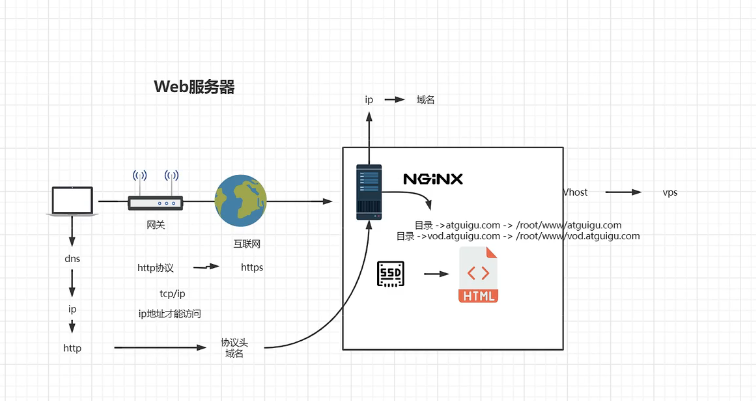 Web服务器
ip
域名
NGiNX
Vhost
vps
目录 ->atguigu.com -> /root/www/atguigu.com
目录 ->vod.atguigu.com -> /root/www/vod.atguigu.com
网关
互联网
dns
http协议
https
SSD
HTML
tcp/ip
ip
ip地址才能访问
http
协议头
域名